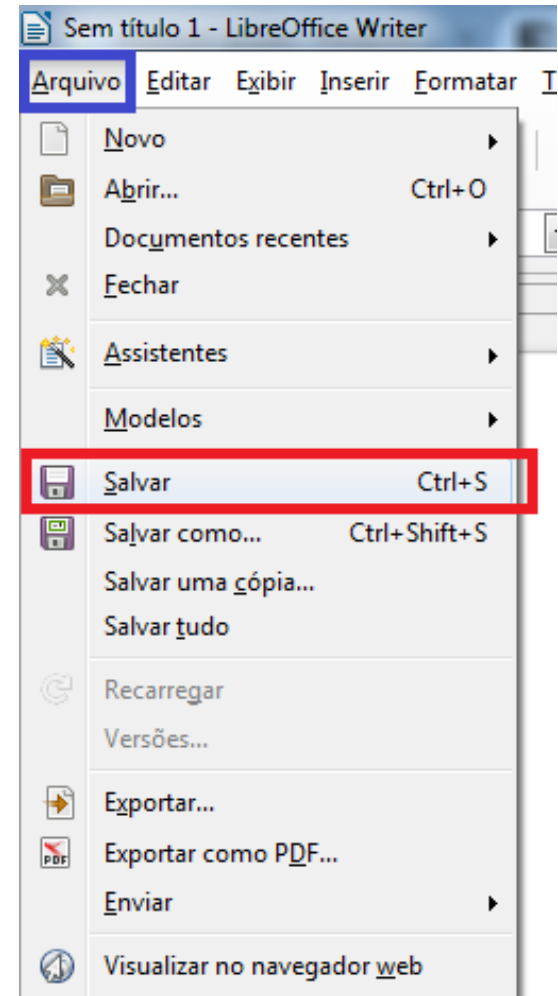 Sem título 1 - LibreOffice Writer
Arquivo Editar Exibir Inserir Formatar T
Novo
Abrir... Ctrl+O
Documentos recentes
Fechar
Assistentes
Modelos
Salvar Ctrl+S
Salvar como... Ctrl+Shift+S
Salvar uma cópia...
Salvar tudo
Recarregar
Versões...
Exportar...
PDF Exportar como PDF...
Enviar
Visualizar no navegador web